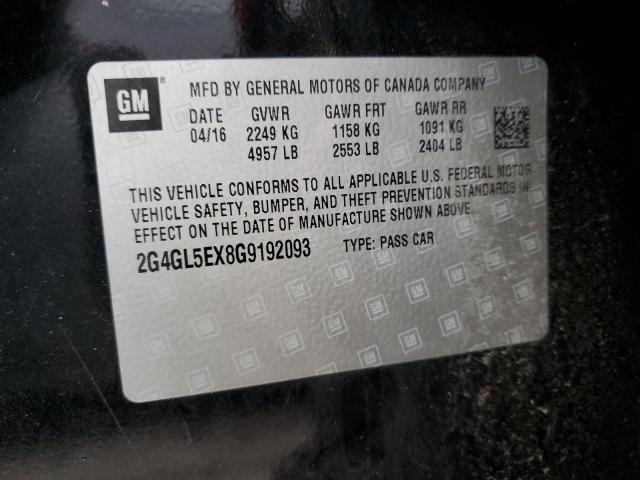 GM ® MFD BY GENERAL MOTORS OF CANADA COMPANY
DATE GVWR GAWR FRT GAWR RR
04/16 2249 KG 1158 KG 1091 KG
4957 LB 2553 LB 2404 LB
THIS VEHICLE CONFORMS TO ALL APPLICABLE U.S. FEDERAL MOTOR
VEHICLE SAFETY, BUMPER, AND THEFT PREVENTION STANDARDS IN
EFFECT ON THE DATE OF MANUFACTURE SHOWN ABOVE.
2G4GL5EX8G9192093 TYPE: PASS CAR